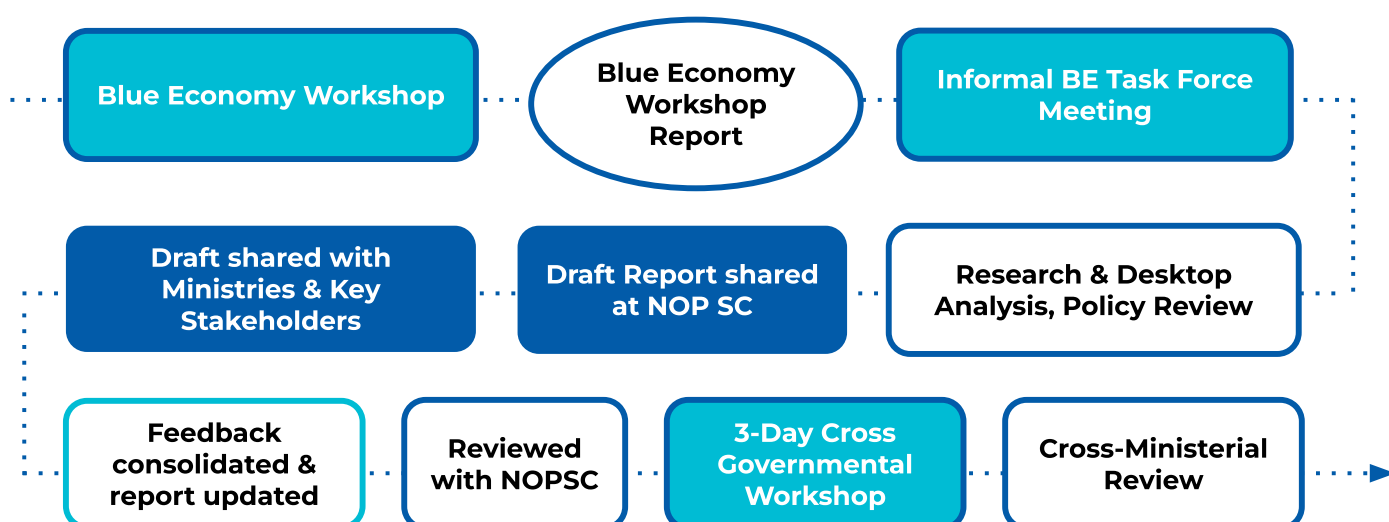 Blue Economy Workshop
Blue Economy
Workshop
Report
Informal BE Task Force
Meeting
Draft shared with
Ministries & Key
Stakeholders
Draft Report shared
at NOP SC
Research & Desktop
Analysis, Policy Review
Feedback
consolidated &
report updated
Reviewed
with NOPSC
3-Day Cross
Governmental
Workshop
Cross-Ministerial
Review